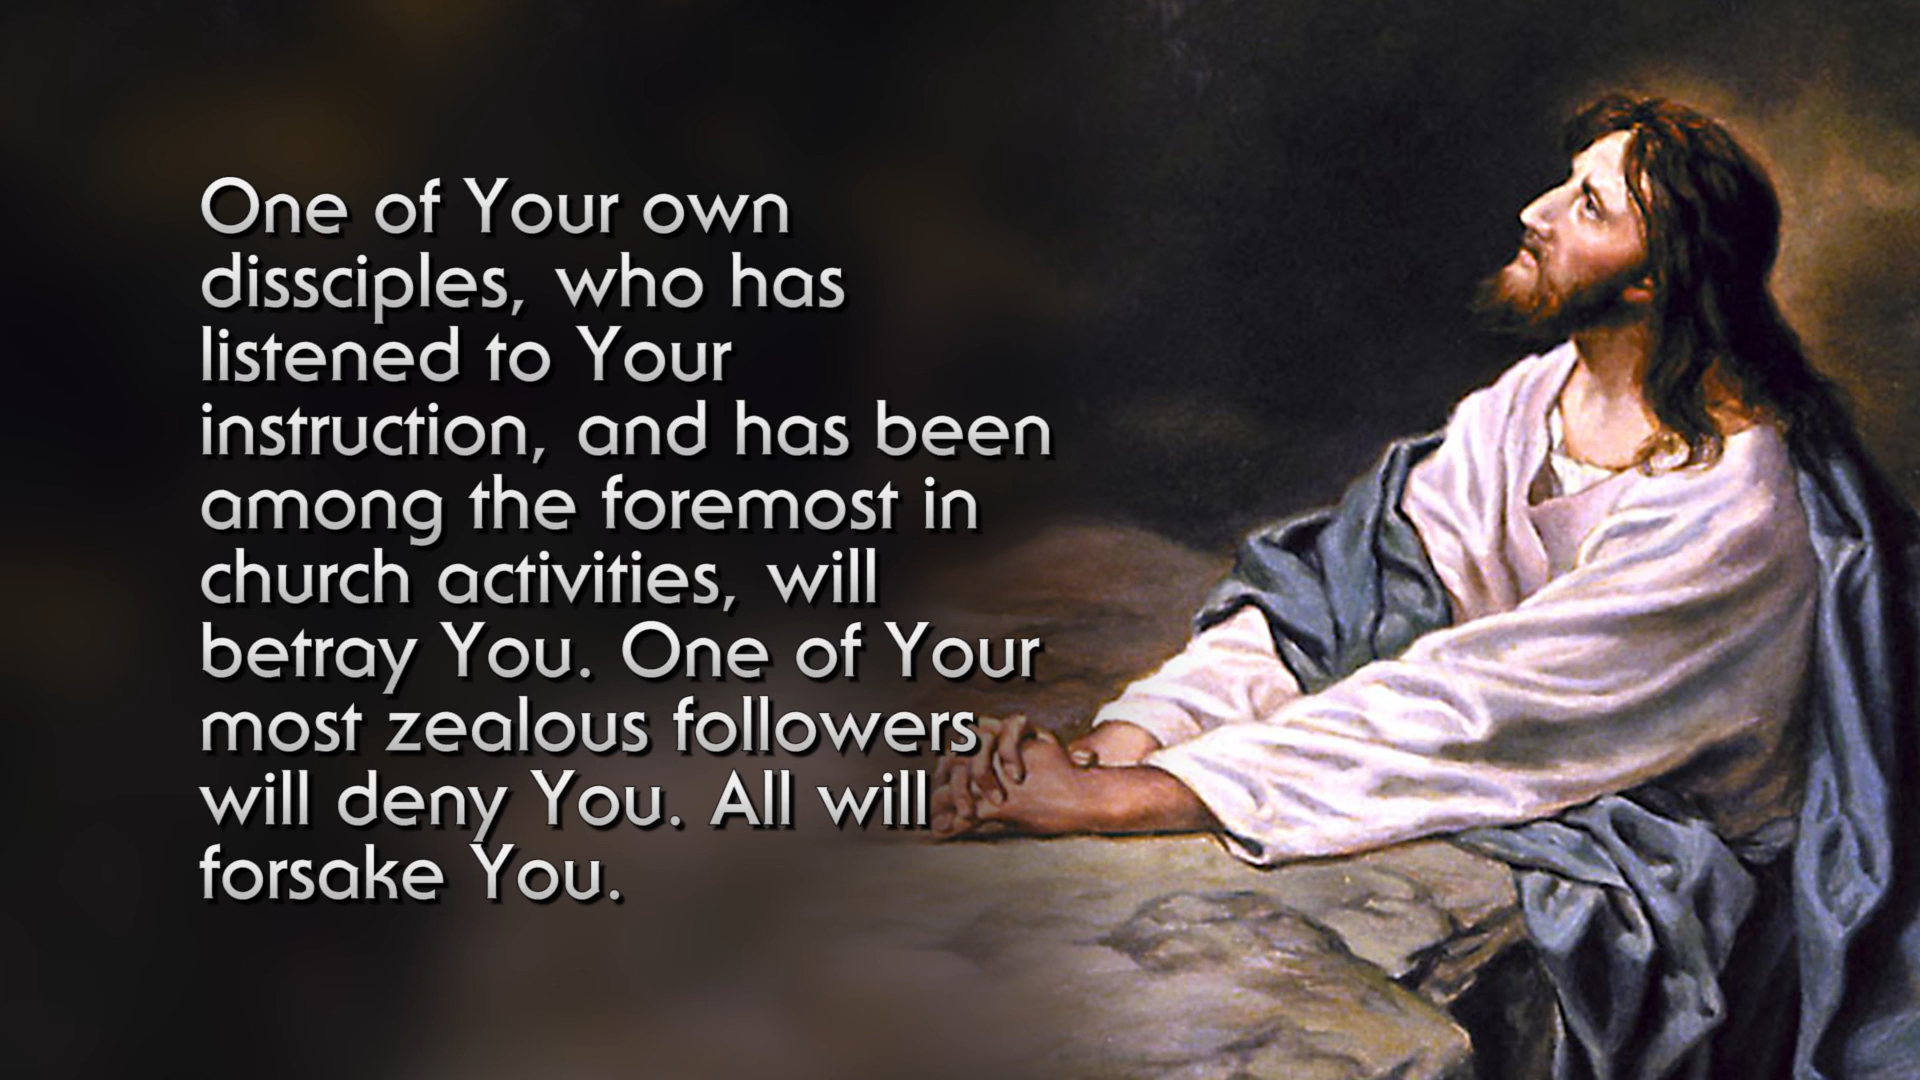 One of Your own
dissciples, who has
listened to Your
instruction, and has been
among the foremost in
church activities, will
betray You. One of Your
most zealous followers
will deny You. All will
forsake You.